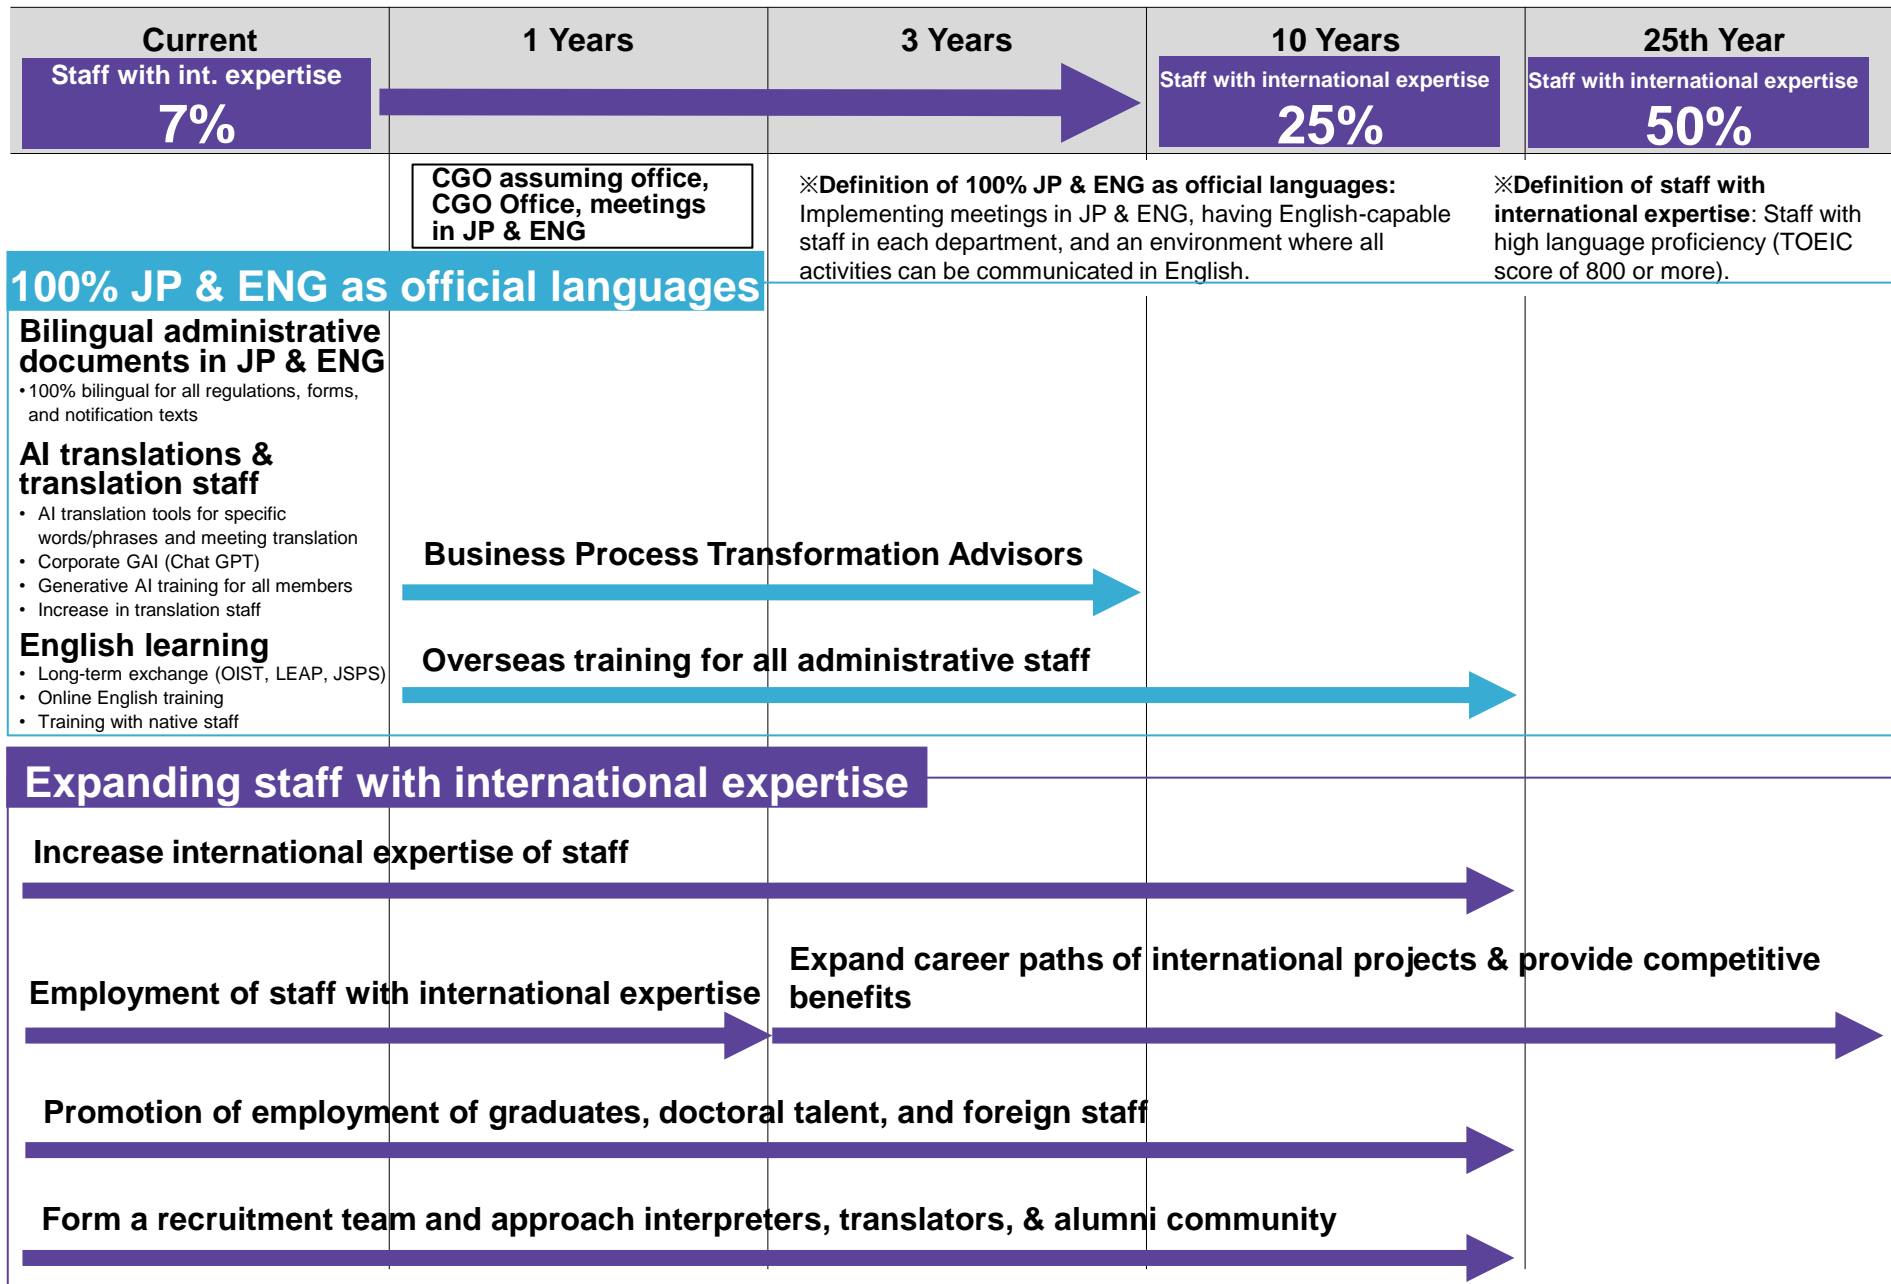 Current
1 Years
3 Years
10 Years
25th Year
Staff with int. expertise
7%
Staff with international expertise
25%
Staff with international expertise
50%
CGO assuming office,
CGO Office, meetings
in JP & ENG
※Definition of 100% JP & ENG as official languages:
Implementing meetings in JP & ENG, having English-capable
staff in each department, and an environment where all
activities can be communicated in English.
※Definition of staff with
international expertise: Staff with
high language proficiency (TOEIC
score of 800 or more).
100% JP & ENG as official languages
Bilingual administrative
documents in JP & ENG
• 100% bilingual for all regulations, forms,
and notification texts
AI translations &
translation staff
• AI translation tools for specific
words/phrases and meeting translation
• Corporate GAI (Chat GPT)
• Generative AI training for all members
• Increase in translation staff
English learning
• Long-term exchange (OIST, LEAP, JSPS)
• Online English training
• Training with native staff
Business Process Transformation Advisors
Overseas training for all administrative staff
Expanding staff with international expertise
Increase international expertise of staff
Employment of staff with international expertise
Expand career paths of international projects & provide competitive
benefits
Promotion of employment of graduates, doctoral talent, and foreign staff
Form a recruitment team and approach interpreters, translators, & alumni community